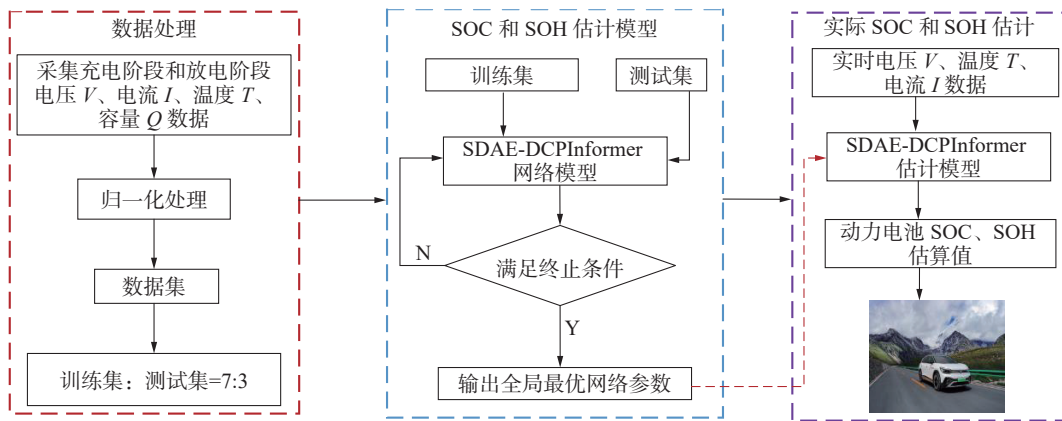 数据处理
采集充电阶段和放电阶段
电压 V、电流 I、温度 T、
容量 Q 数据
归一化处理
数据集
训练集：测试集=7:3
SOC 和 SOH 估计模型
训练集
测试集
SDAE-DCPInformer
网络模型
N
满足终止条件
Y
输出全局最优网络参数
实际 SOC 和 SOH 估计
实时电压 V、温度 T、
电流 I 数据
SDAE-DCPInformer
估计模型
动力电池 SOC、SOH
估算值